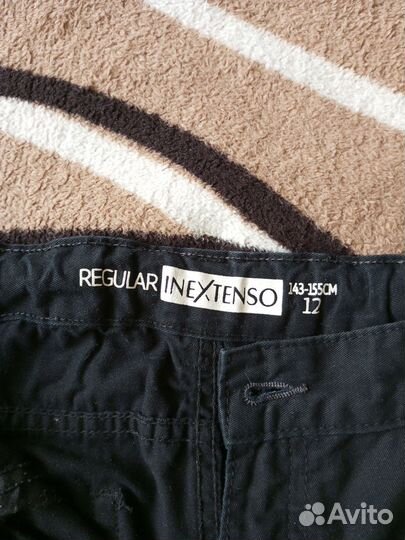 REGULAR INEXTENSO 143-155CM
12
Avito